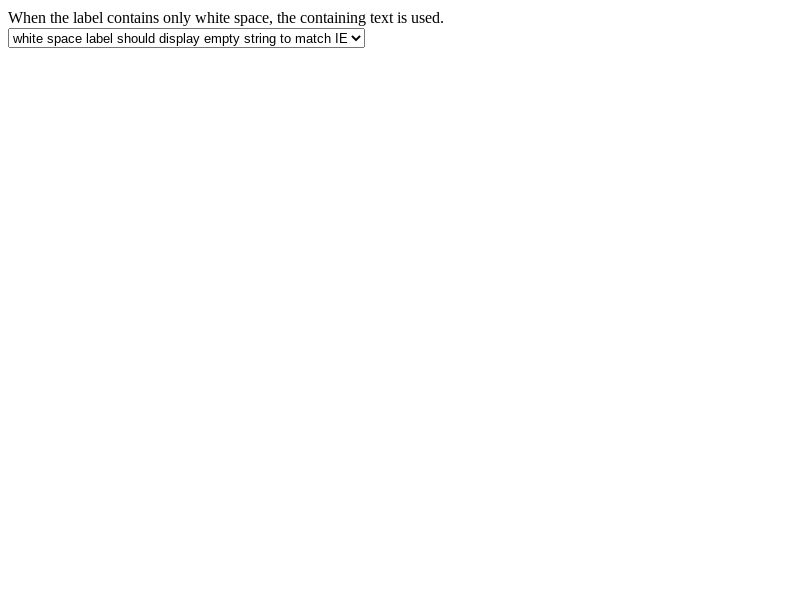 When the label contains only white space, the containing text is used.
white space label should display empty string to match IE